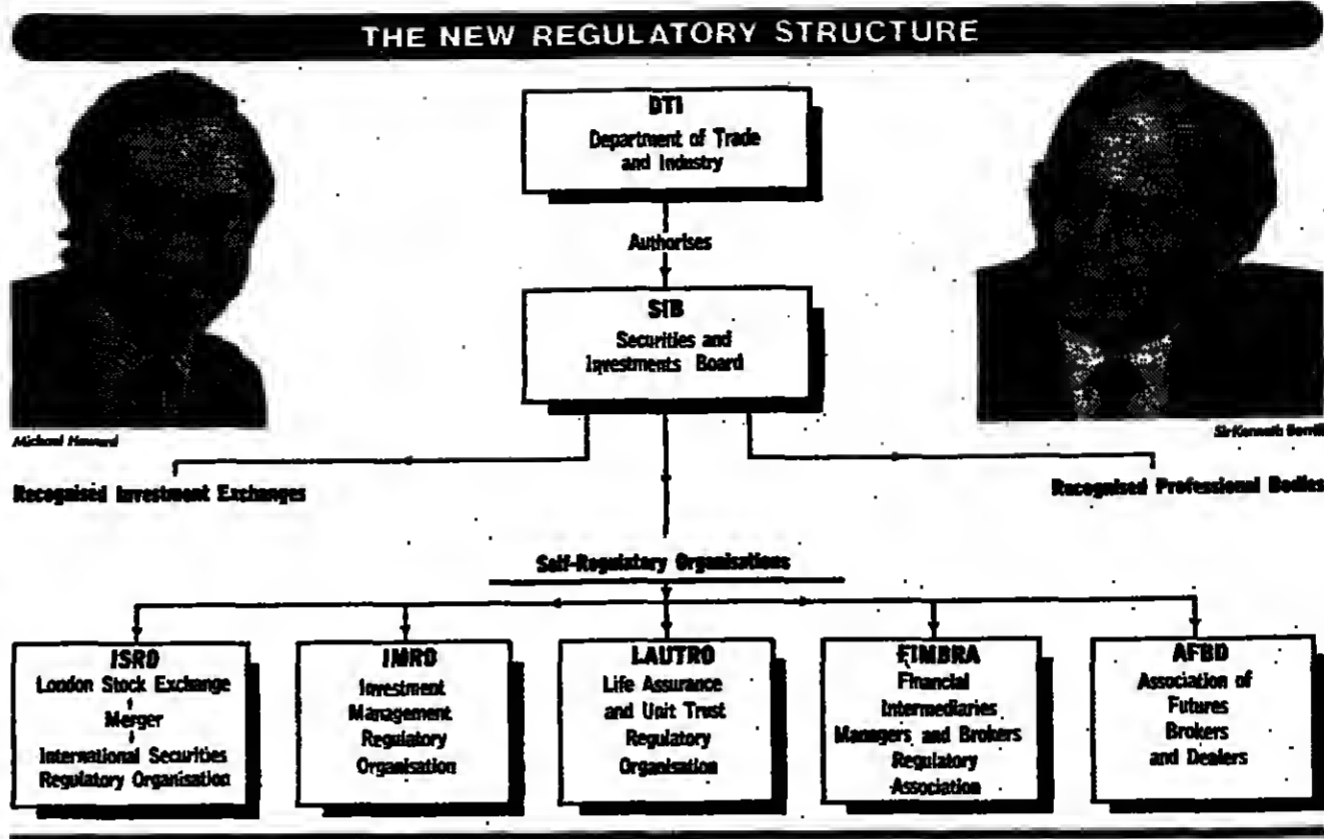 THE NEW REGULATORY STRUCTURE
DTI
Department of Trade
and Industry
Authorises
SIB
Securities and
Investments Board
Michael Howard
Sir Kenneth Berrill
Recognised Investment Exchanges
Recognised Professional Bodies
Self-Regulatory Organisations
ISRO
London Stock Exchange
Merger
International Securities
Regulatory Organisation
IMRO
Investment
Management
Regulatory
Organisation
LAUTRO
Life Assurance
and Unit Trust
Regulatory
Organisation
FIMBRA
Financial
Intermediaries
Managers and Brokers
Regulatory
Association
AFBD
Association of
Futures
Brokers
and Dealers